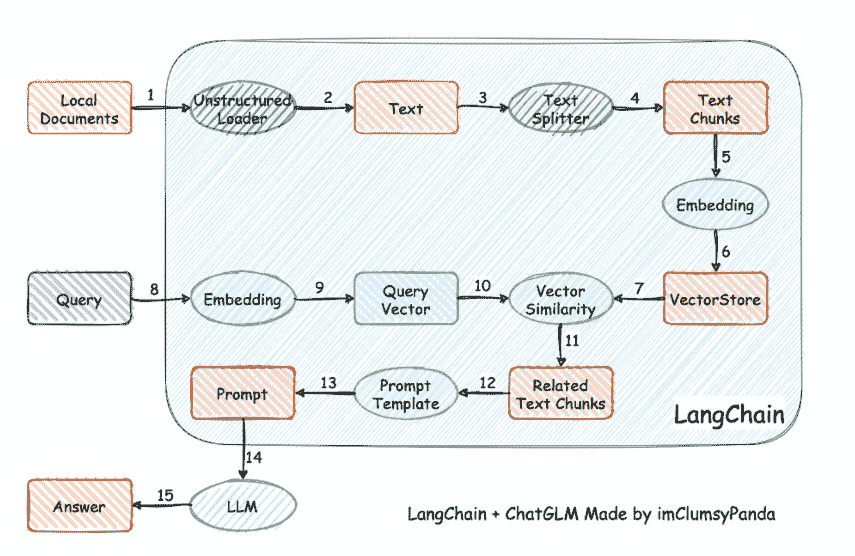 Local
Documents
1
Unstructured
Loader
2
Text
3
Text
Splitter
4
Text
Chunks
5
Embedding
6
Query
8
Embedding
9
Query
Vector
10
Vector
Similarity
7
VectorStore
11
Prompt
13
Prompt
Template
12
Related
Text Chunks
LangChain
14
Answer
15
LLM
LangChain + ChatGLM Made by imClumsyPanda